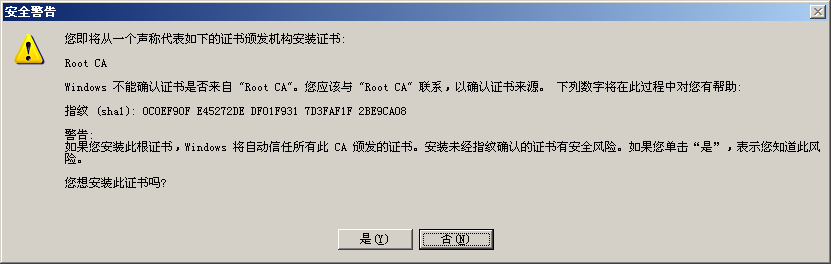 安全警告
您即将从一个声称代表如下的证书颁发机构安装证书:
Root CA
Windows 不能确认证书是否来自 "Root CA"。您应该与 "Root CA" 联系，以确认证书来源。 下列数字将在此过程中对您有帮助:
指纹 (sha1): 0C0EF90F E45272DE DF01F931 7D3FAF1F 2BE9CA08
警告:
如果您安装此根证书，Windows 将自动信任所有此 CA 颁发的证书。安装未经指纹确认的证书有安全风险。如果您单击“是”，表示您知道此风
险。
您想安装此证书吗?
是(Y)
否(N)